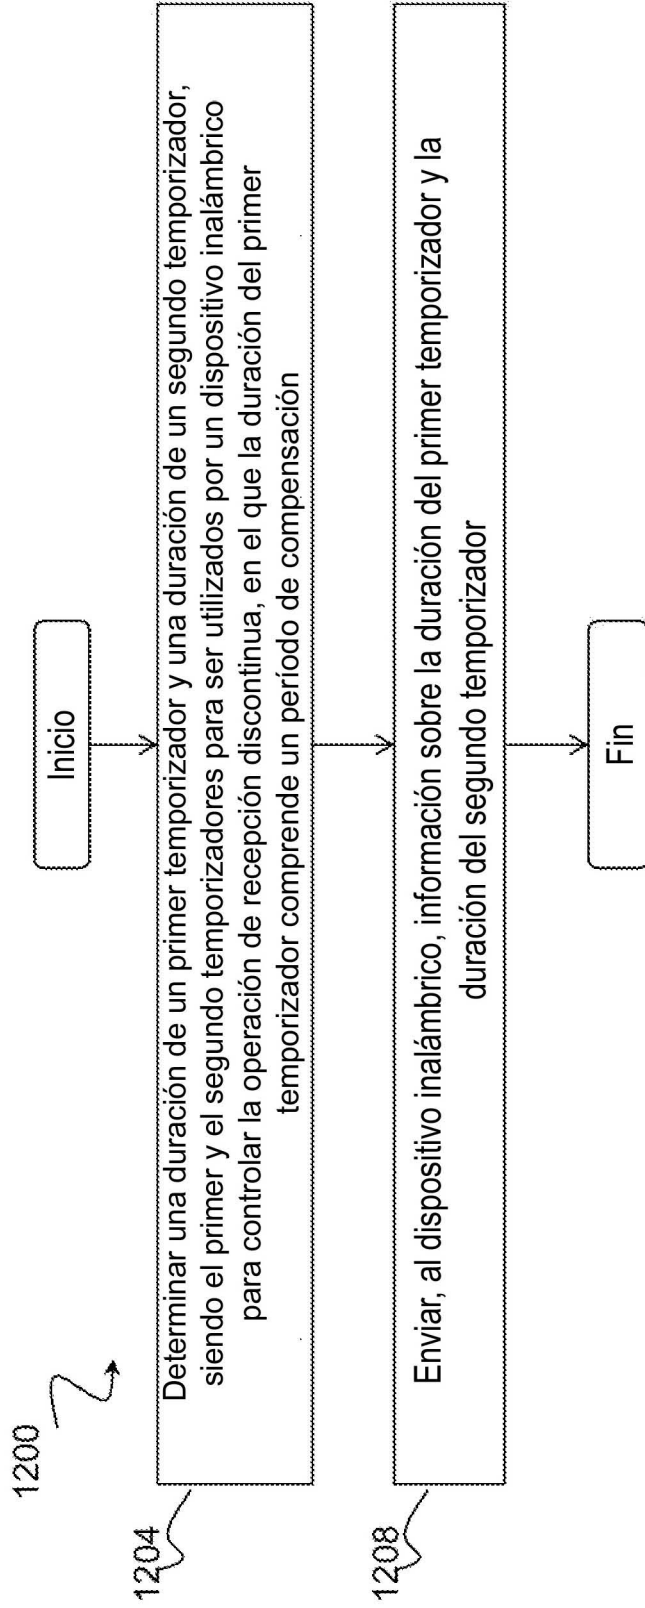 1200
Inicio
1204
Determinar una duración de un primer temporizador y una duración de un segundo temporizador,
siendo el primer y el segundo temporizadores para ser utilizados por un dispositivo inalámbrico
para controlar la operación de recepción discontinua, en el que la duración del primer
temporizador comprende un período de compensación
1208
Enviar, al dispositivo inalámbrico, información sobre la duración del primer temporizador y la
duración del segundo temporizador
Fin